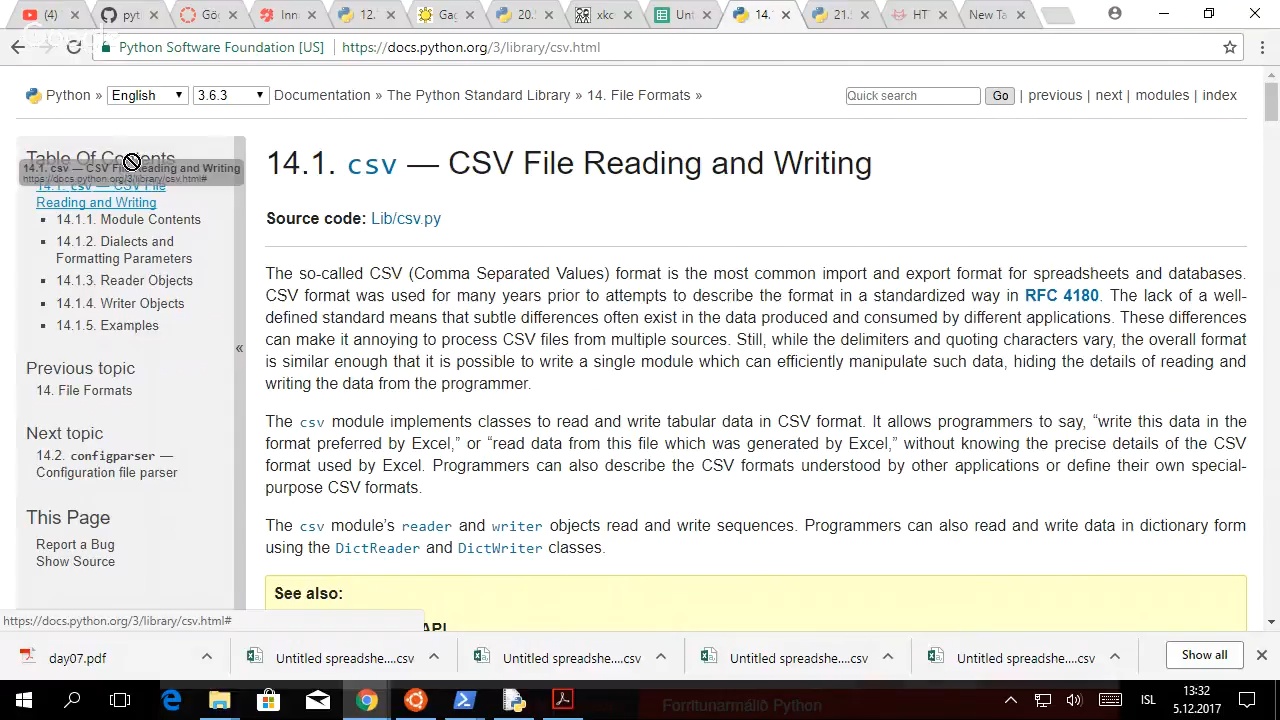 (4)
pyt
Gög
Inn
12.
Gag
20.
xkc
Unt
14.
21.
HT
New Ta
Python Software Foundation [US]
https://docs.python.org/3/library/csv.html
Python »
English
3.6.3
Documentation » The Python Standard Library » 14. File Formats »
Quick search
Go
| previous | next | modules | index
Table Of Contents
14.1. csv — CSV File Reading and Writing
https://docs.python.org/3/library/csv.html#
14.1. csv — CSV File
Reading and Writing
14.1.1. Module Contents
14.1.2. Dialects and
Formatting Parameters
14.1.3. Reader Objects
14.1.4. Writer Objects
14.1.5. Examples
«
Previous topic
14. File Formats
Next topic
14.2. configparser —
Configuration file parser
This Page
Report a Bug
Show Source
14.1. csv — CSV File Reading and Writing
Source code: Lib/csv.py
The so-called CSV (Comma Separated Values) format is the most common import and export format for spreadsheets and databases.
CSV format was used for many years prior to attempts to describe the format in a standardized way in RFC 4180. The lack of a well-
defined standard means that subtle differences often exist in the data produced and consumed by different applications. These differences
can make it annoying to process CSV files from multiple sources. Still, while the delimiters and quoting characters vary, the overall format
is similar enough that it is possible to write a single module which can efficiently manipulate such data, hiding the details of reading and
writing the data from the programmer.
The csv module implements classes to read and write tabular data in CSV format. It allows programmers to say, “write this data in the
format preferred by Excel,” or “read data from this file which was generated by Excel,” without knowing the precise details of the CSV
format used by Excel. Programmers can also describe the CSV formats understood by other applications or define their own special-
purpose CSV formats.
The csv module’s reader and writer objects read and write sequences. Programmers can also read and write data in dictionary form
using the DictReader and DictWriter classes.
See also:
API
https://docs.python.org/3/library/csv.html#
day07.pdf
Untitled spreadshe....csv
Untitled spreadshe....csv
Untitled spreadshe....csv
Untitled spreadshe....csv
Show all
Forritunarmálið Python
ISL
13:32
5.12.2017